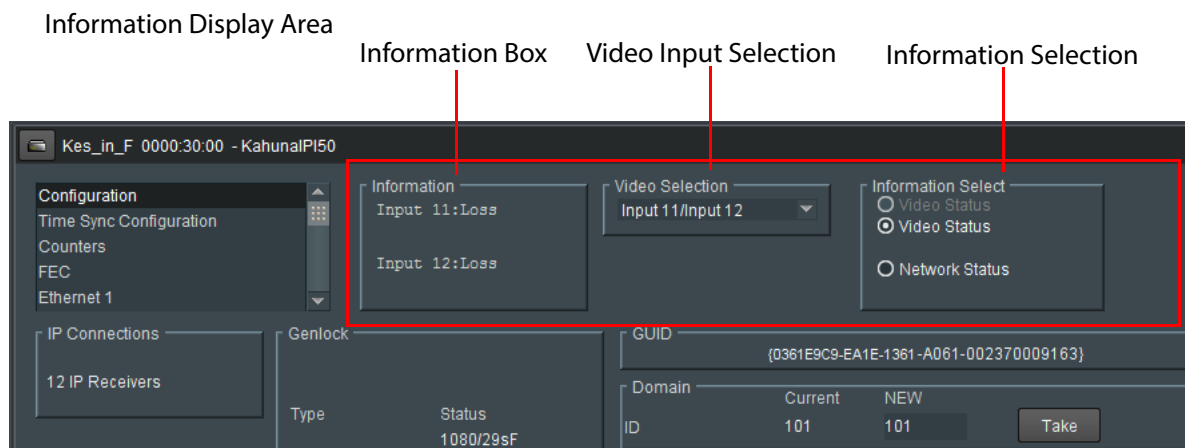 Information Display Area
Information Box
Video Input Selection
Information Selection
Kes_in_F 0000:30:00 - KahunaIPI50
Configuration
Time Sync Configuration
Counters
FEC
Ethernet 1
Information
Input 11:Loss
Input 12:Loss
Video Selection
Input 11/Input 12
Information Select
Video Status
Video Status
Network Status
IP Connections
12 IP Receivers
Genlock
Type
Status
1080/29sF
GUID
{0361E9C9-EA1E-1361-A061-002370009163}
Domain
Current
NEW
ID
101
101
Take